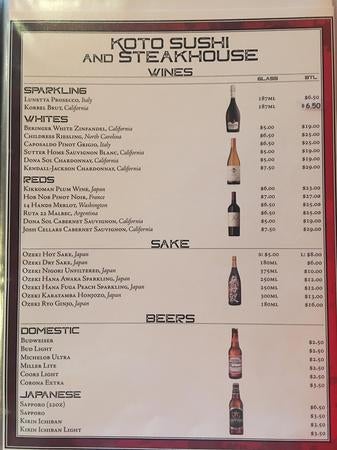 KOTO SUSHI
AND STEAKHOUSE
WINES
GLASS BTL
SPARKLING
LUNETTA PROSECCO, Italy 187ML $6.50
KORBEL BRUT, California 187ML $6.50
WHITES
BERINGER WHITE ZINFANDEL, California $5.00 $19.00
CHILDRESS RIESLING, North Carolina $6.50 $25.00
CAPOSALDO PINOT GRIGIO, Italy $6.50 $25.00
SUTTER HOME SAUVIGNON BLANC, California $5.00 $19.00
DONA SOL CHARDONNAY, California $5.00 $19.00
KENDALL-JACKSON CHARDONNAY, California $7.50 $29.00
REDS
KIKKOMAN PLUM WINE, Japan $6.00 $23.00
HOB NOB PINOT NOIR, France $7.00 $27.00
14 HANDS MERLOT, Washington $6.50 $25.00
RUTA 22 MALBEC, Argentina $6.50 $25.00
DONA SOL CABERNET SAUVIGNON, California $5.00 $19.00
JOSH CELLARS CABERNET SAUVIGNON, California $7.50 $29.00
SAKE
OZEKI HOT SAKE, Japan S: $5.00 L: $8.00
OZEKI DRY SAKE, Japan 180ML $6.00
OZEKI NIGORI UNFILTERED, Japan 375ML $10.00
OZEKI HANA AWAKA SPARKLING, Japan 250ML $12.00
OZEKI HANA FUGA PEACH SPARKLING, Japan 250ML $12.00
OZEKI KARATAMBA HONJOZO, Japan 300ML $13.00
OZEKI RYO GINJO, Japan 180ML $16.00
BEERS
DOMESTIC
BUDWEISER $2.50
BUD LIGHT $2.50
MICHELOB ULTRA $2.50
MILLER LITE $2.50
COORS LIGHT $2.50
CORONA EXTRA $3.50
JAPANESE
SAPPORO (22OZ) $6.50
SAPPORO $3.50
KIRIN ICHIBAN $3.50
KIRIN ICHIBAN LIGHT $3.50